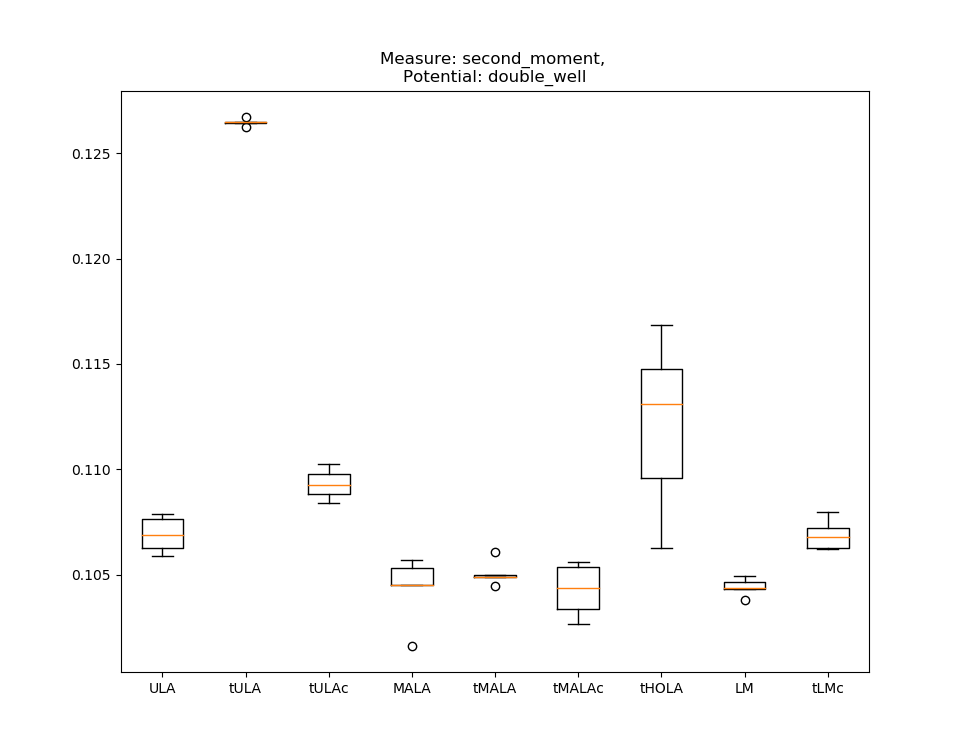 Measure: second_moment,
Potential: double_well
0.125
0.120
0.115
0.110
0.105
ULA tULA tULAc MALA tMALA tMALAc tHOLA LM tLMc